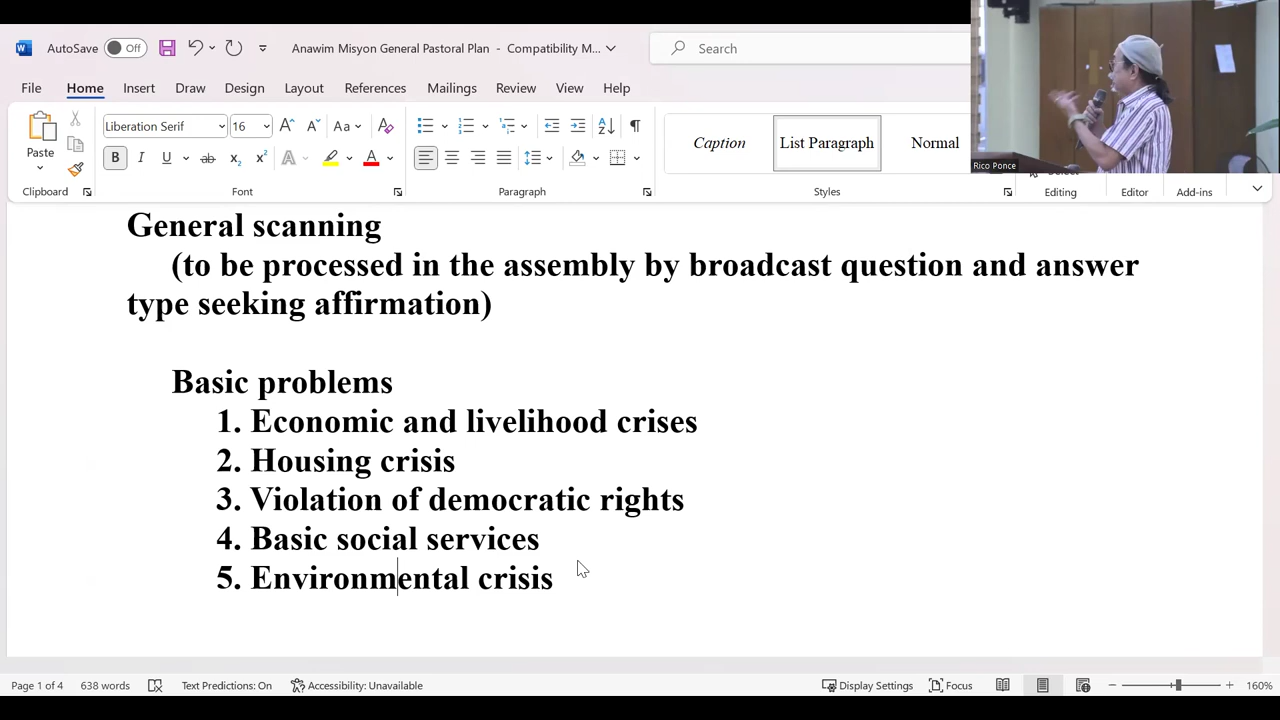 AutoSave Off Anawim Misyon General Pastoral Plan - Compatibility M... Search
File Home Insert Draw Design Layout References Mailings Review View Help
Paste Liberation Serif 16 Aa A Caption List Paragraph Normal
B I U ab x₂ x² A A
Clipboard Font Paragraph Styles Editing Editor Add-ins
Rico Ponce
General scanning
(to be processed in the assembly by broadcast question and answer
type seeking affirmation)
Basic problems
1. Economic and livelihood crises
2. Housing crisis
3. Violation of democratic rights
4. Basic social services
5. Environmental crisis
Page 1 of 4 638 words Text Predictions: On Accessibility: Unavailable Display Settings Focus 160%